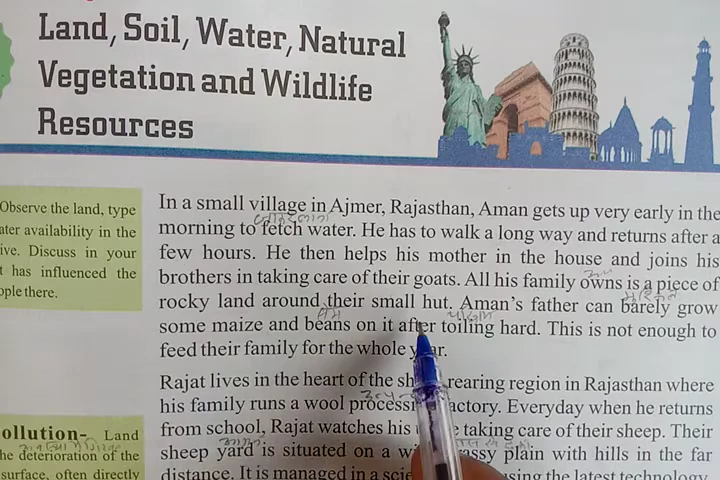 Land, Soil, Water, Natural
Vegetation and Wildlife
Resources
Observe the land, type
ater availability in the
ive. Discuss in your
t has influenced the
ople there.
In a small village in Ajmer, Rajasthan, Aman gets up very early in the
morning to fetch water. He has to walk a long way and returns after a
few hours. He then helps his mother in the house and joins his
brothers in taking care of their goats. All his family owns is a piece of
rocky land around their small hut. Aman's father can barely grow
some maize and beans on it after toiling hard. This is not enough to
feed their family for the whole
Rajat lives in the heart of the rearing region in Rajasthan where
his family runs a wool Everyday when he returns
from school, Rajat watches his taking care of their sheep. Their
sheep yard is situated on a plain with hills in the far
distance. It is managed in a using the latest technology.
ollution- Land
he deterioration of the
surface, often directly